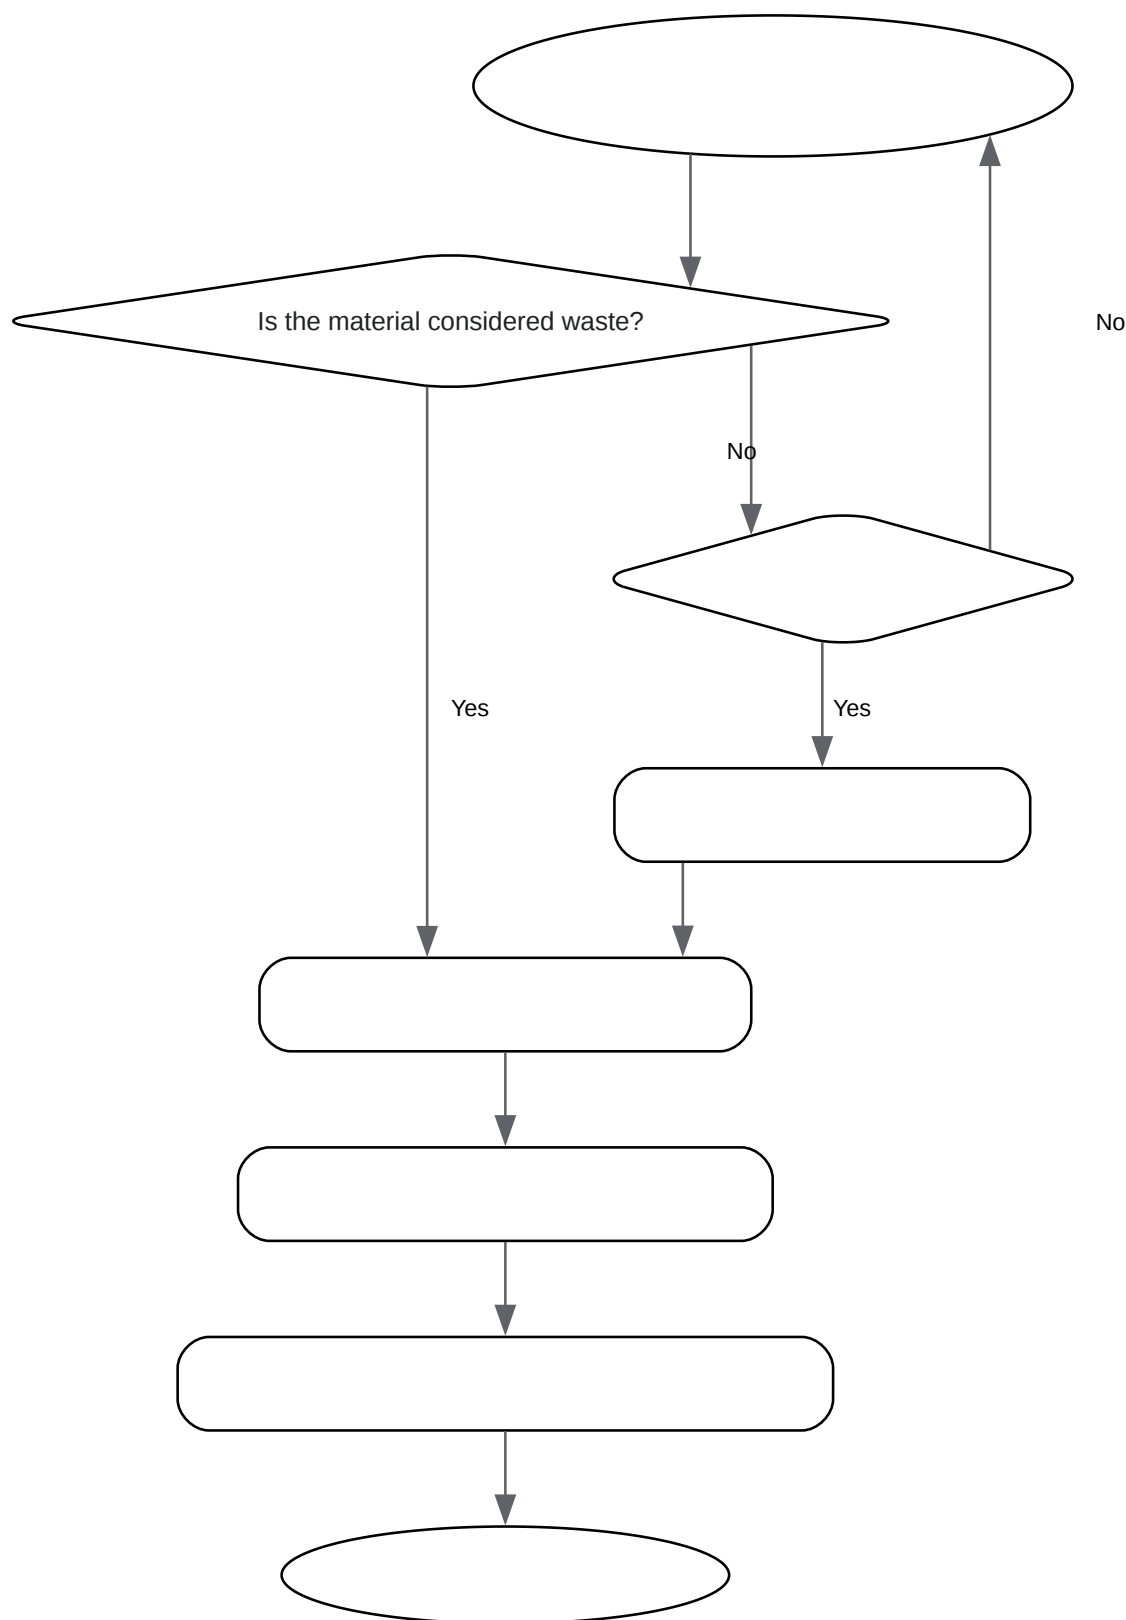 Is the material considered waste?
No
No
Yes
Yes